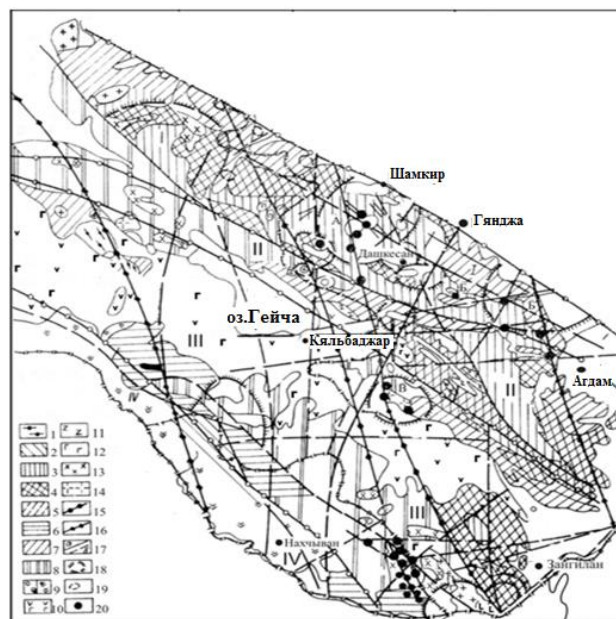 Шамкир
Гянджа
II
Дашкесан
оз.Гейча
Кяльбаджар
III
II
Агдам
В
IV
III
Нахчыван
IV
Зангилан
1 11
2 12
3 13
4 14
5 15
6 16
7 17
8 18
9 19
10 20